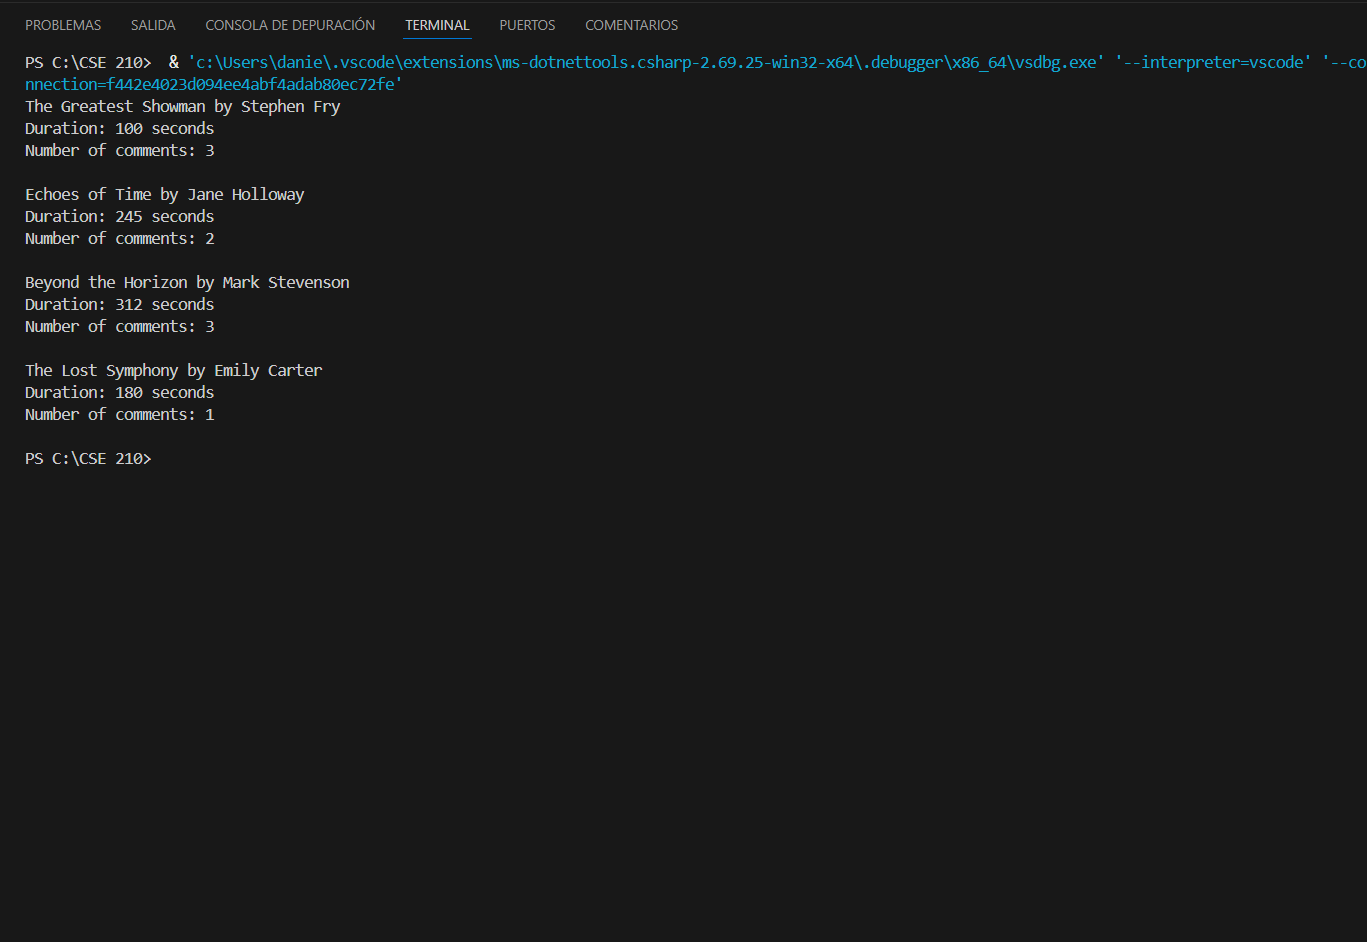 PROBLEMAS SALIDA CONSOLA DE DEPURACIÓN TERMINAL PUERTOS COMENTARIOS
PS C:\CSE 210>  & 'c:\Users\danie\.vscode\extensions\ms-dotnettools.csharp-2.69.25-win32-x64\.debugger\x86_64\vsdbg.exe' '--interpreter=vscode' '--co
nnection=f442e4023d094ee4abf4adab80ec72fe'
The Greatest Showman by Stephen Fry
Duration: 100 seconds
Number of comments: 3
Echoes of Time by Jane Holloway
Duration: 245 seconds
Number of comments: 2
Beyond the Horizon by Mark Stevenson
Duration: 312 seconds
Number of comments: 3
The Lost Symphony by Emily Carter
Duration: 180 seconds
Number of comments: 1
PS C:\CSE 210>